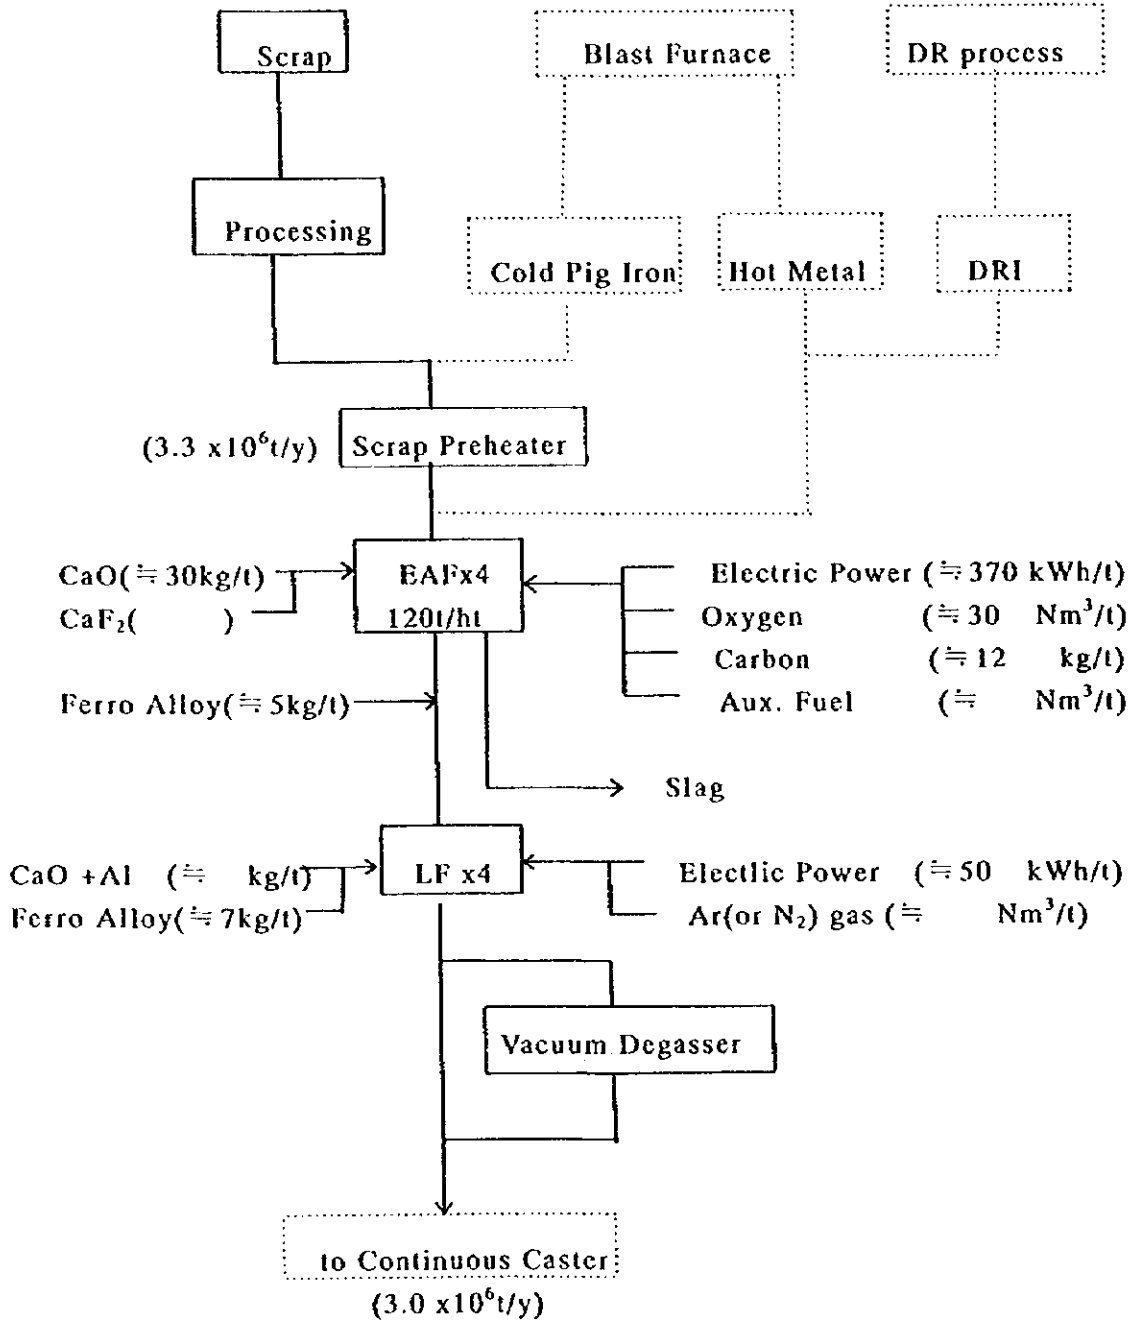 Scrap
Blast Furnace
DR process
Processing
Cold Pig Iron
Hot Metal
DRI
(3.3 x10⁶t/y)
Scrap Preheater
CaO(≒30kg/t)
CaF₂( )
EAFx4
120t/ht
Electric Power (≒370 kWh/t)
Oxygen (≒30 Nm³/t)
Carbon (≒12 kg/t)
Aux. Fuel (≒ Nm³/t)
Ferro Alloy(≒5kg/t)
Slag
CaO +Al (≒ kg/t)
Ferro Alloy(≒7kg/t)
LF x4
Electlic Power (≒50 kWh/t)
Ar(or N₂) gas (≒ Nm³/t)
Vacuum Degasser
to Continuous Caster
(3.0 x10⁶t/y)